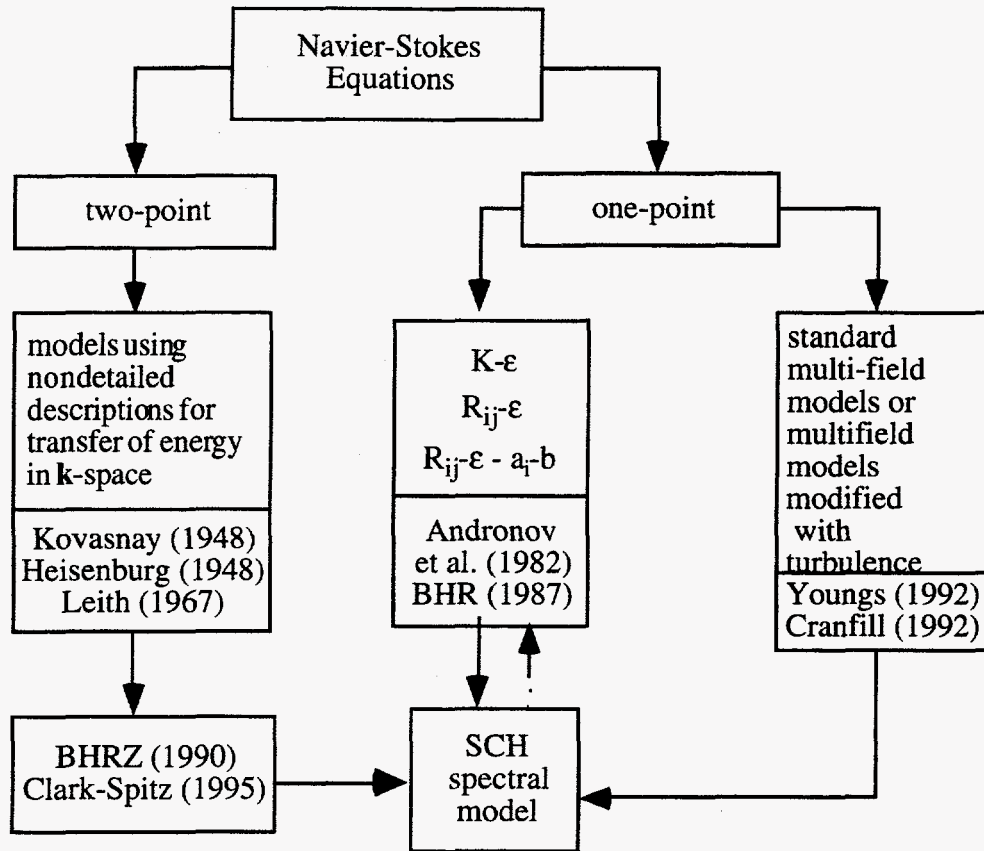 Navier-Stokes
Equations
two-point
one-point
models using
nondetailed
descriptions for
transfer of energy
in k-space
Kovasnay (1948)
Heisenburg (1948)
Leith (1967)
K-ε
Rij-ε
Rij-ε - ai-b
Andronov
et al. (1982)
BHR (1987)
standard
multi-field
models or
multifield
models
modified
with
turbulence
Youngs (1992)
Cranfill (1992)
BHRZ (1990)
Clark-Spitz (1995)
SCH
spectral
model